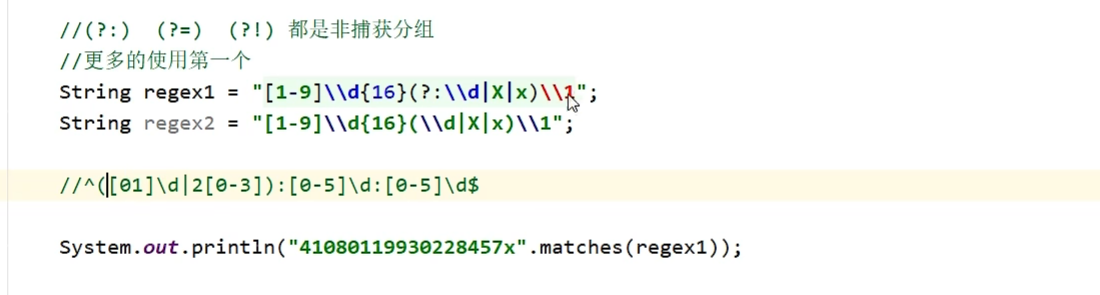 //(?:) (?=) (?!) 都是非捕获分组
//更多的使用第一个
String regex1 = "[1-9]\\d{16}(?:\\d|X|x)\\1";
String regex2 = "[1-9]\\d{16}(\\d|X|x)\\1";
//^([01]\d|2[0-3]):[0-5]\d:[0-5]\d$
System.out.println("41080119930228457x".matches(regex1));